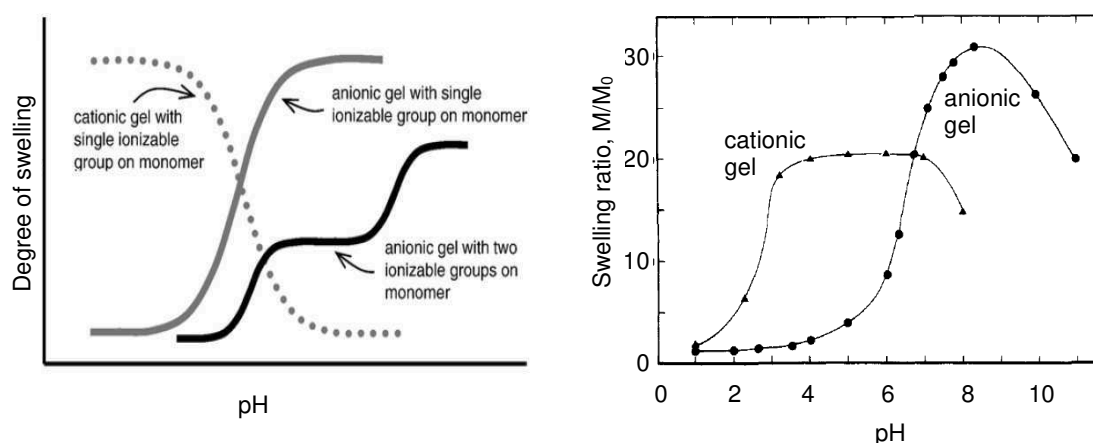 Degree of swelling
cationic gel with
single ionizable
group on monomer
anionic gel with single
ionizable group on monomer
anionic gel with two
ionizable groups on
monomer
pH
Swelling ratio, M/M₀
30
20
10
0
cationic
gel
anionic
gel
0 2 4 6 8 10
pH